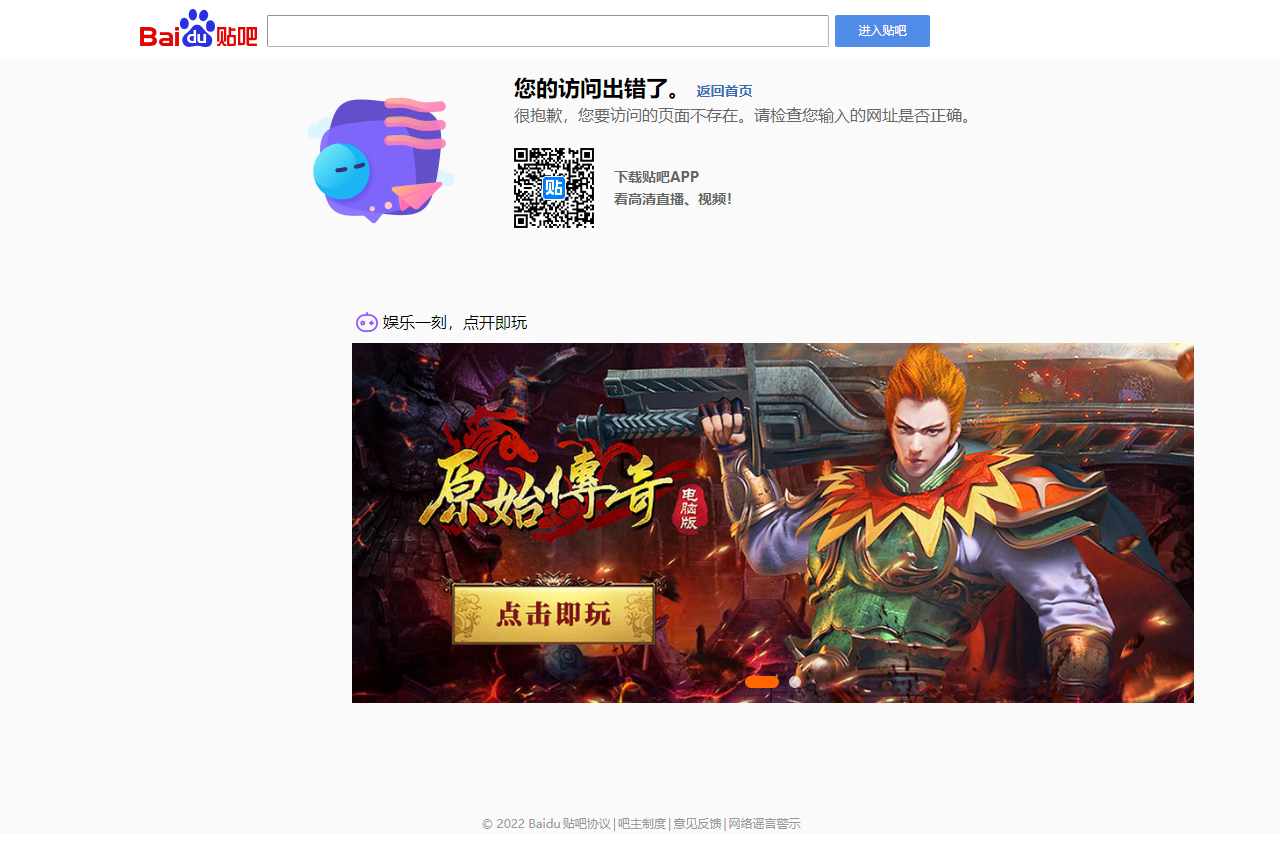 Bai du 贴吧
进入贴吧
您的访问出错了。 返回首页
很抱歉，您要访问的页面不存在。请检查您输入的网址是否正确。
贴
下载贴吧APP
看高清直播、视频！
娱乐一刻，点开即玩
原始傳奇
电脑版
点击即玩
© 2022 Baidu 贴吧协议|吧主制度|意见反馈|网络谣言警示